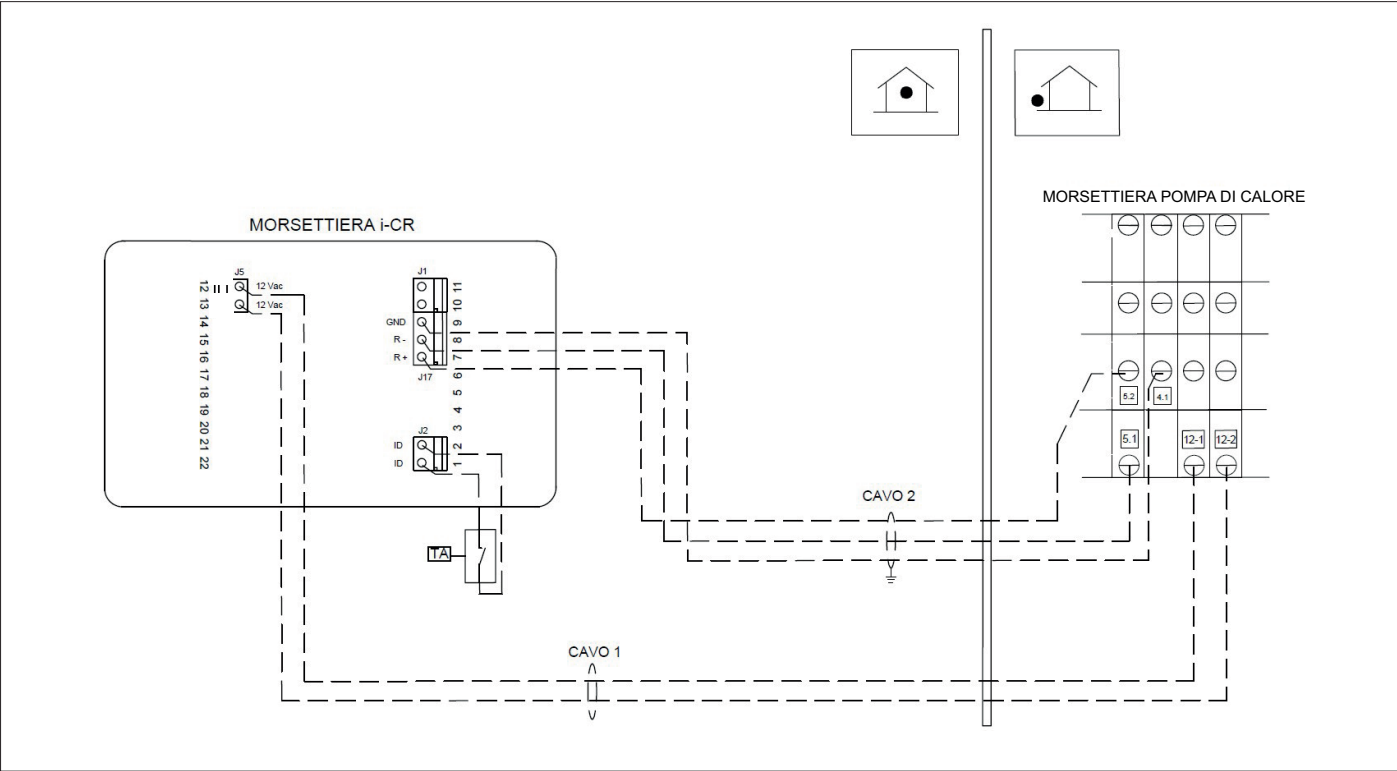 MORSETTIERA POMPA DI CALORE
MORSETTIERA i-CR
J5
12 Vac
12 Vac
12 13 14 15 16 17 18 19 20 21 22
J1
GND
R -
R +
J17
11 10 9 8 7 6 5 4 3 2 1
J2
ID
ID
TA
5.2
4.1
5.1
12-1
12-2
CAVO 2
CAVO 1